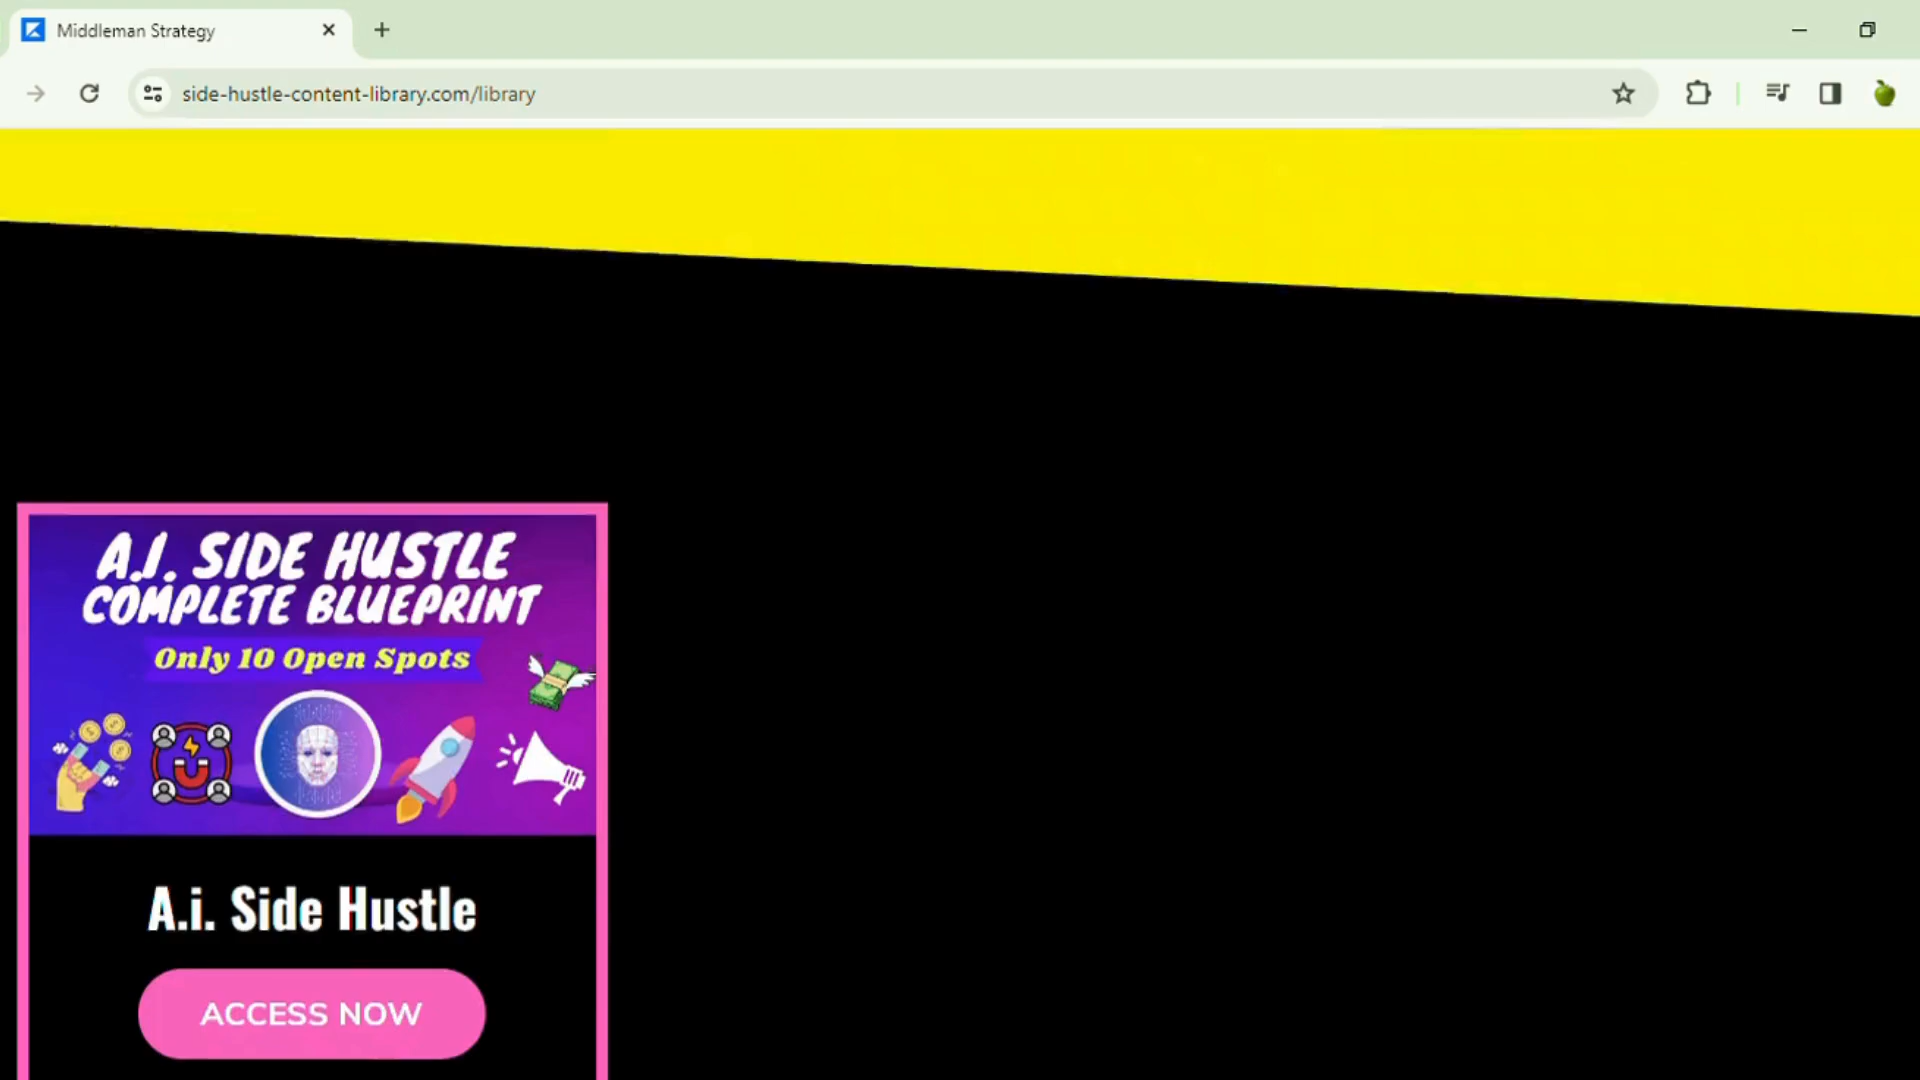 Middleman Strategy
side-hustle-content-library.com/library
A.I. SIDE HUSTLE
COMPLETE BLUEPRINT
Only 10 Open Spots
A.i. Side Hustle
ACCESS NOW